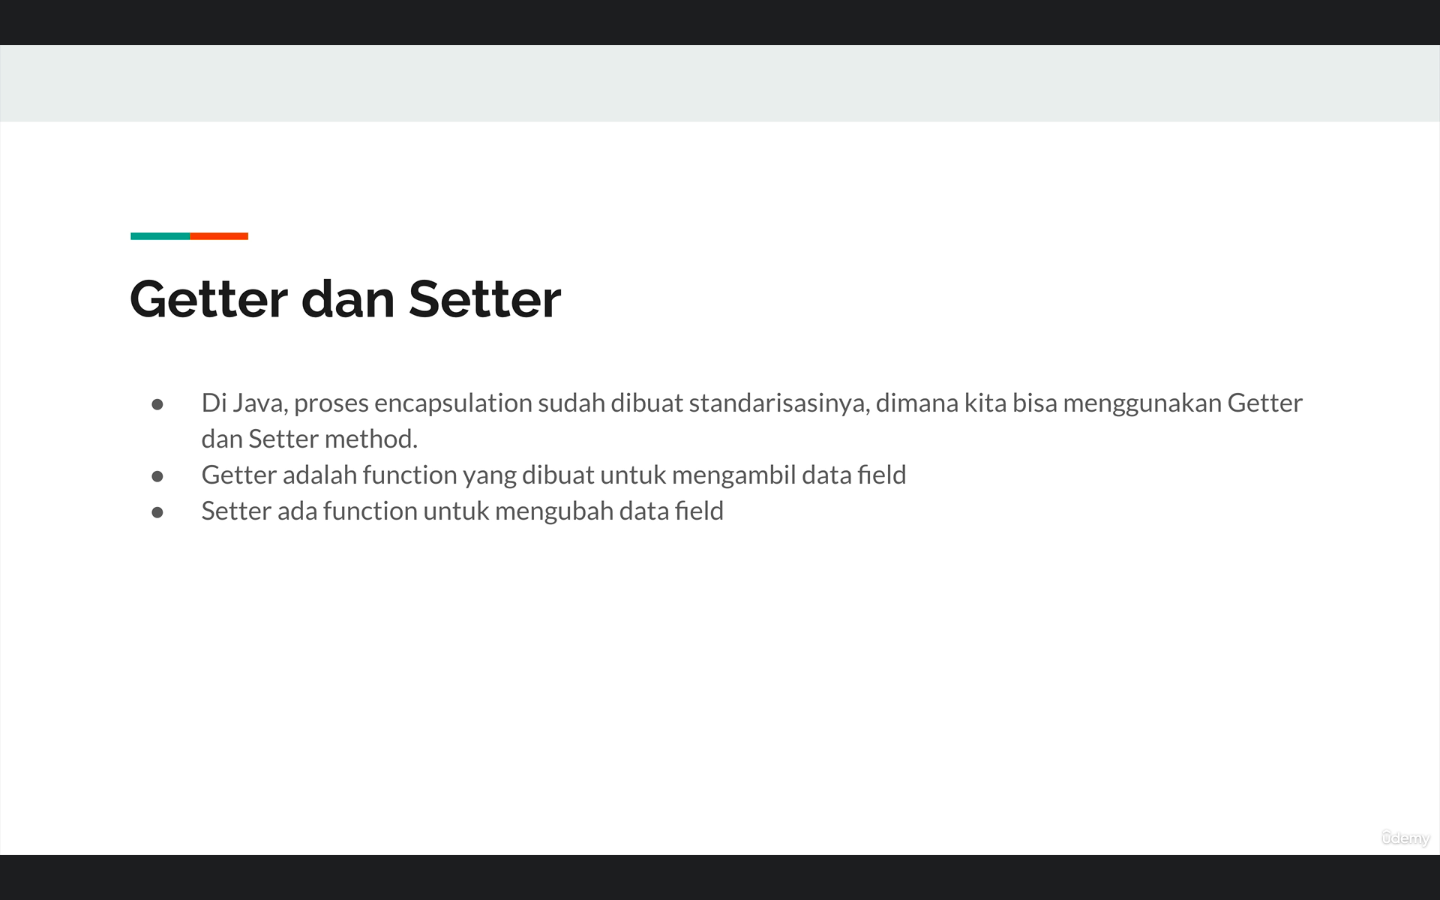 Getter dan Setter
● Di Java, proses encapsulation sudah dibuat standarisasinya, dimana kita bisa menggunakan Getter
dan Setter method.
● Getter adalah function yang dibuat untuk mengambil data field
● Setter ada function untuk mengubah data field
ûdemy